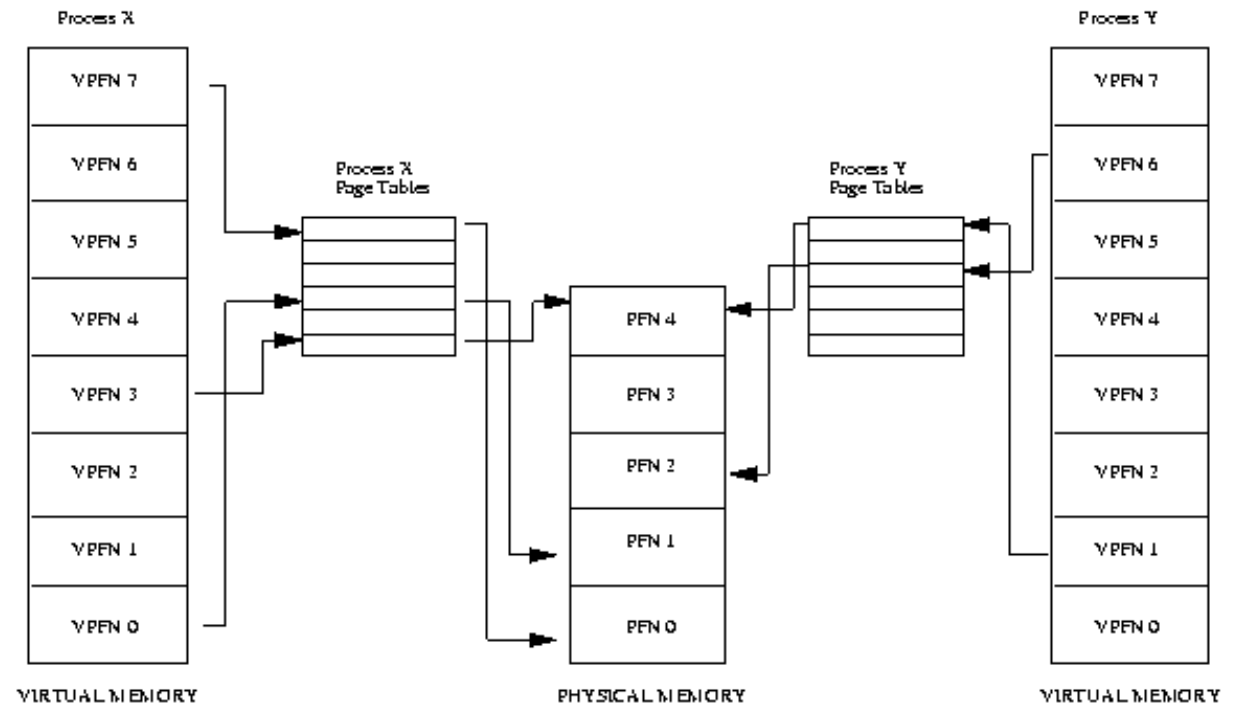 Process X
VPFN 7
VPFN 6
VPFN 5
VPFN 4
VPFN 3
VPFN 2
VPFN 1
VPFN 0
VIRTUAL MEMORY
Process X
Page Tables
PFN 4
PFN 3
PFN 2
PFN 1
PFN 0
PHYSICAL MEMORY
Process Y
Page Tables
Process Y
VPFN 7
VPFN 6
VPFN 5
VPFN 4
VPFN 3
VPFN 2
VPFN 1
VPFN 0
VIRTUAL MEMORY